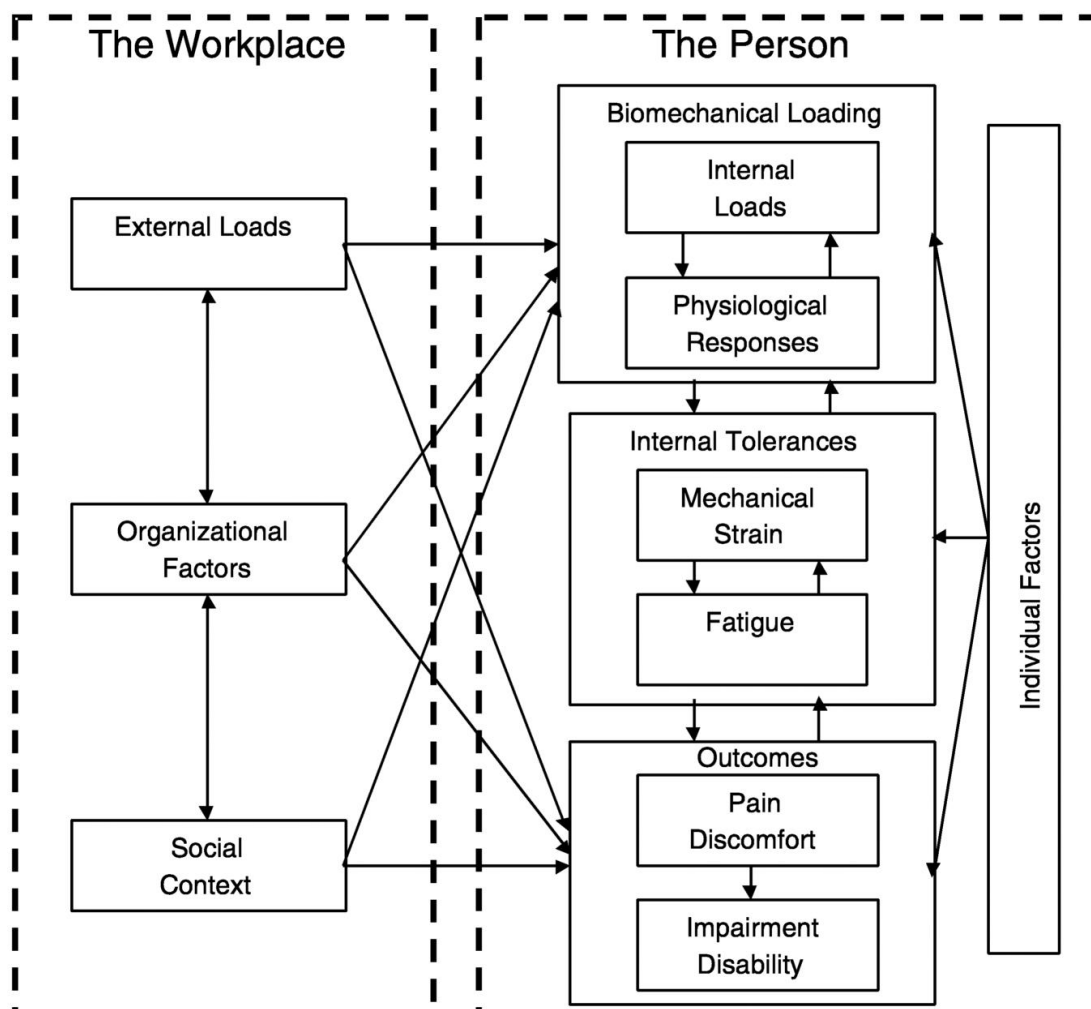 The Workplace
External Loads
Organizational
Factors
Social
Context
The Person
Biomechanical Loading
Internal
Loads
Physiological
Responses
Internal Tolerances
Mechanical
Strain
Fatigue
Outcomes
Pain
Discomfort
Impairment
Disability
Individual Factors